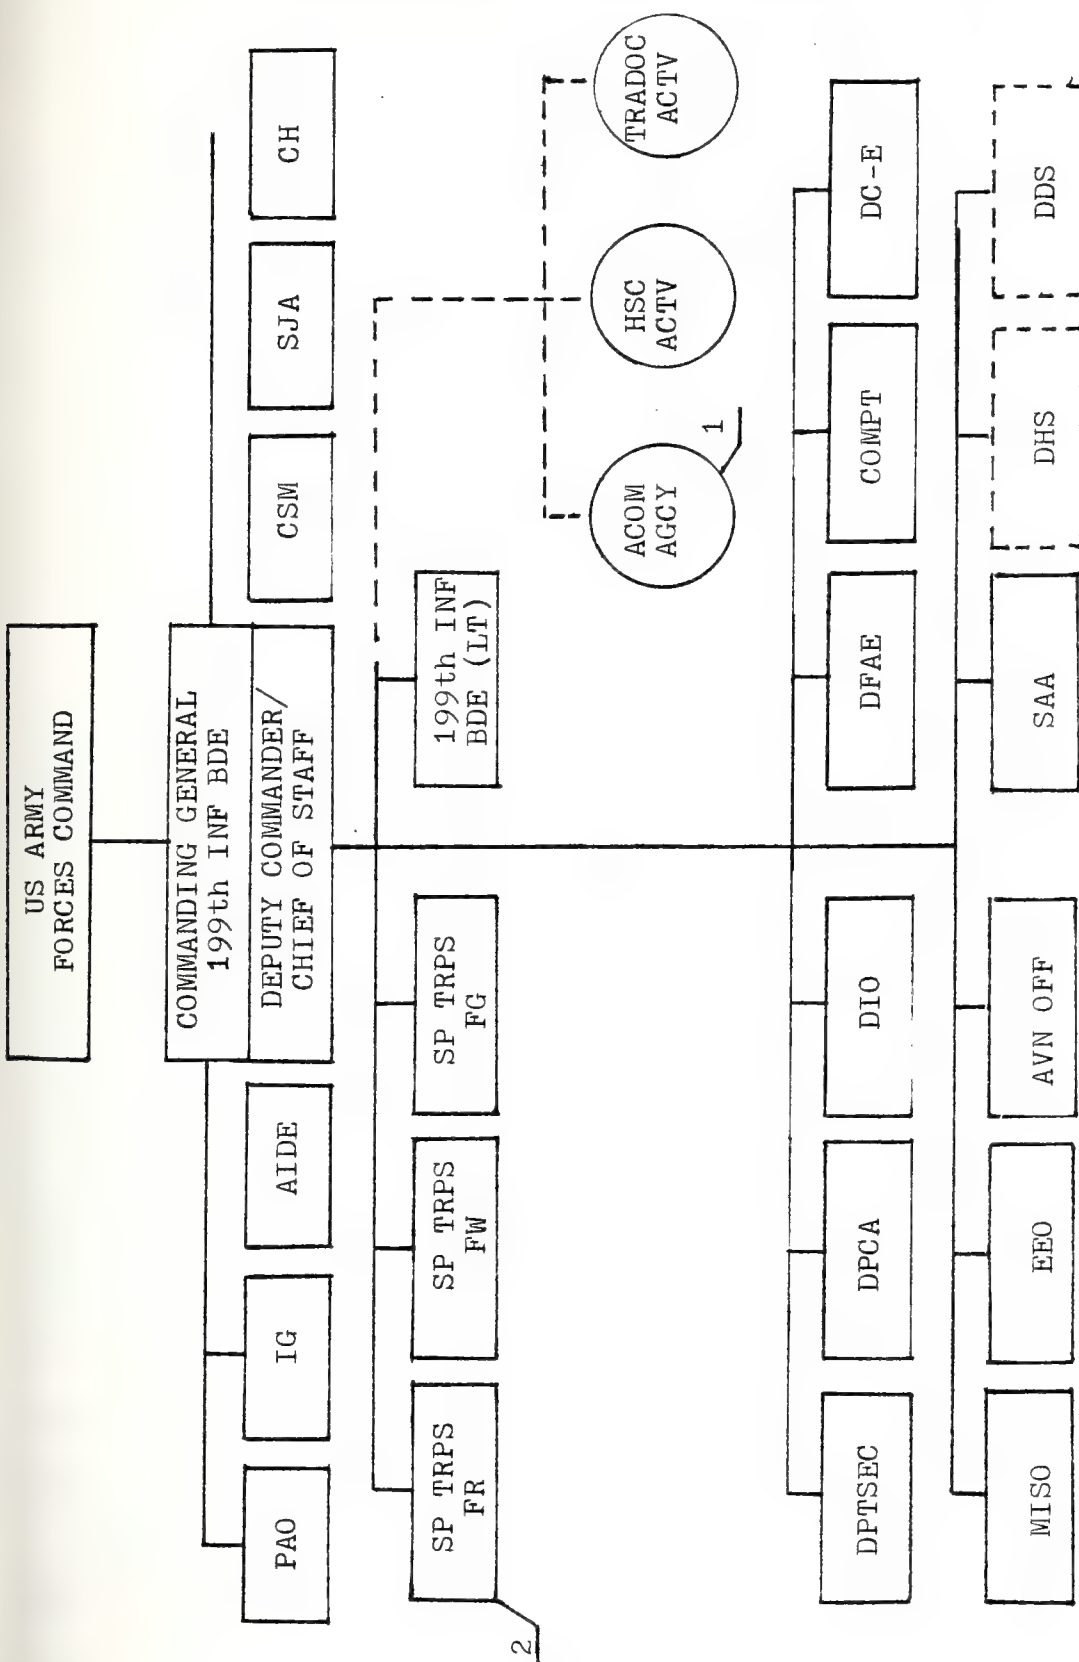 US ARMY
FORCES COMMAND
COMMANDING GENERAL
199th INF BDE
DEPUTY COMMANDER/
CHIEF OF STAFF
PAO
IG
AIDE
CSM
SJA
CH
SP TRPS
FR
2
SP TRPS
FW
SP TRPS
FG
199th INF
BDE (LT)
ACOM
AGCY
1
HSC
ACTV
TRADOC
ACTV
DPTSEC
DPCA
DIO
DFAE
COMPT
DC-E
MISO
EEO
AVN OFF
SAA
DHS
DDS